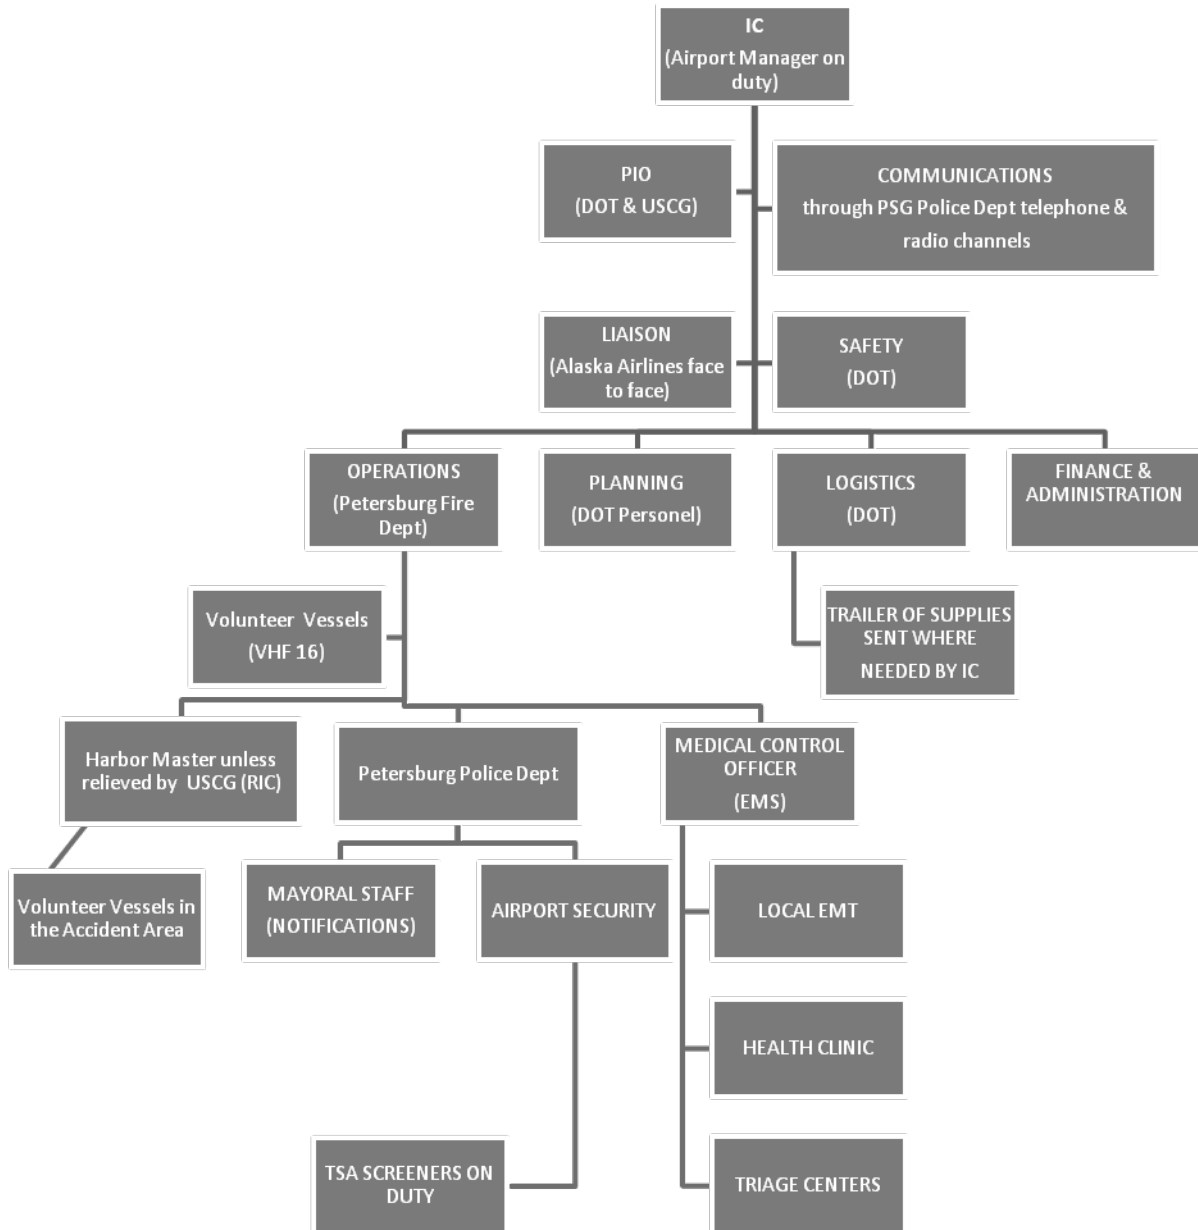 IC
(Airport Manager on
duty)
PIO
(DOT & USCG)
COMMUNICATIONS
through PSG Police Dept telephone &
radio channels
LIAISON
(Alaska Airlines face
to face)
SAFETY
(DOT)
OPERATIONS
(Petersburg Fire
Dept)
PLANNING
(DOT Personel)
LOGISTICS
(DOT)
FINANCE &
ADMINISTRATION
Volunteer Vessels
(VHF 16)
TRAILER OF SUPPLIES
SENT WHERE
NEEDED BY IC
Harbor Master unless
relieved by USCG (RIC)
Petersburg Police Dept
MEDICAL CONTROL
OFFICER
(EMS)
Volunteer Vessels in
the Accident Area
MAYORAL STAFF
(NOTIFICATIONS)
AIRPORT SECURITY
LOCAL EMT
HEALTH CLINIC
TSA SCREENERS ON
DUTY
TRIAGE CENTERS